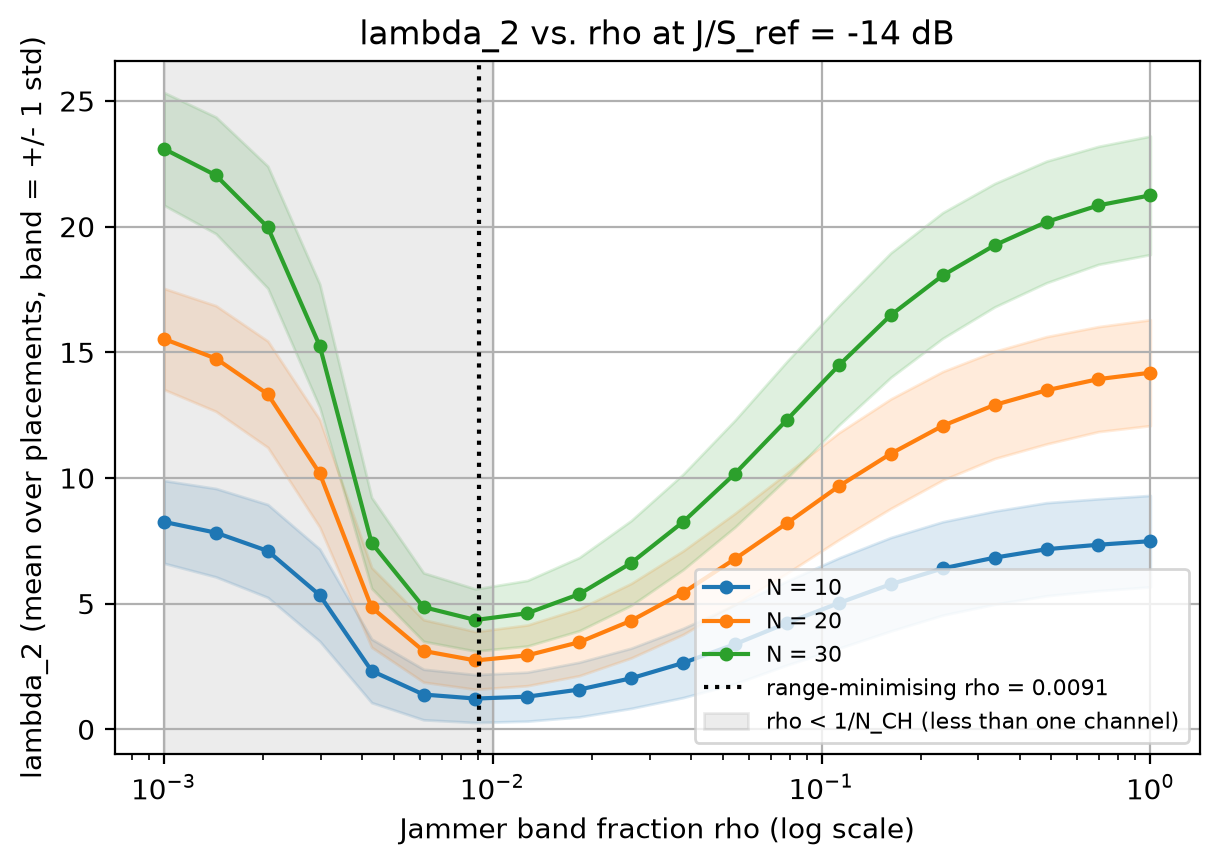 lambda_2 vs. rho at J/S_ref = -14 dB
lambda_2 (mean over placements, band = +/- 1 std)
25
20
15
10
5
0
N = 10
N = 20
N = 30
range-minimising rho = 0.0091
rho < 1/N_CH (less than one channel)
10⁻³ 10⁻² 10⁻¹ 10⁰
Jammer band fraction rho (log scale)